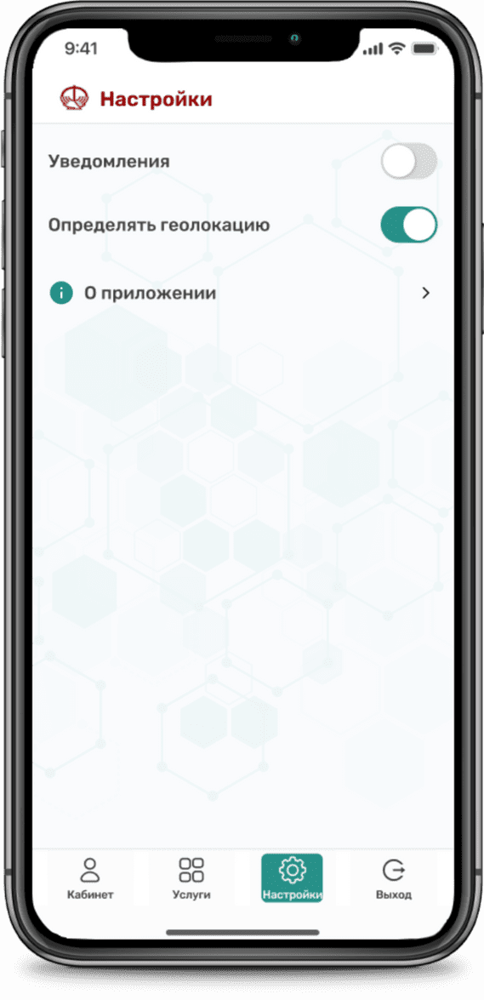 9:41
Настройки
Уведомления
Определять геолокацию
О приложении
Кабинет
Услуги
Настройки
Выход